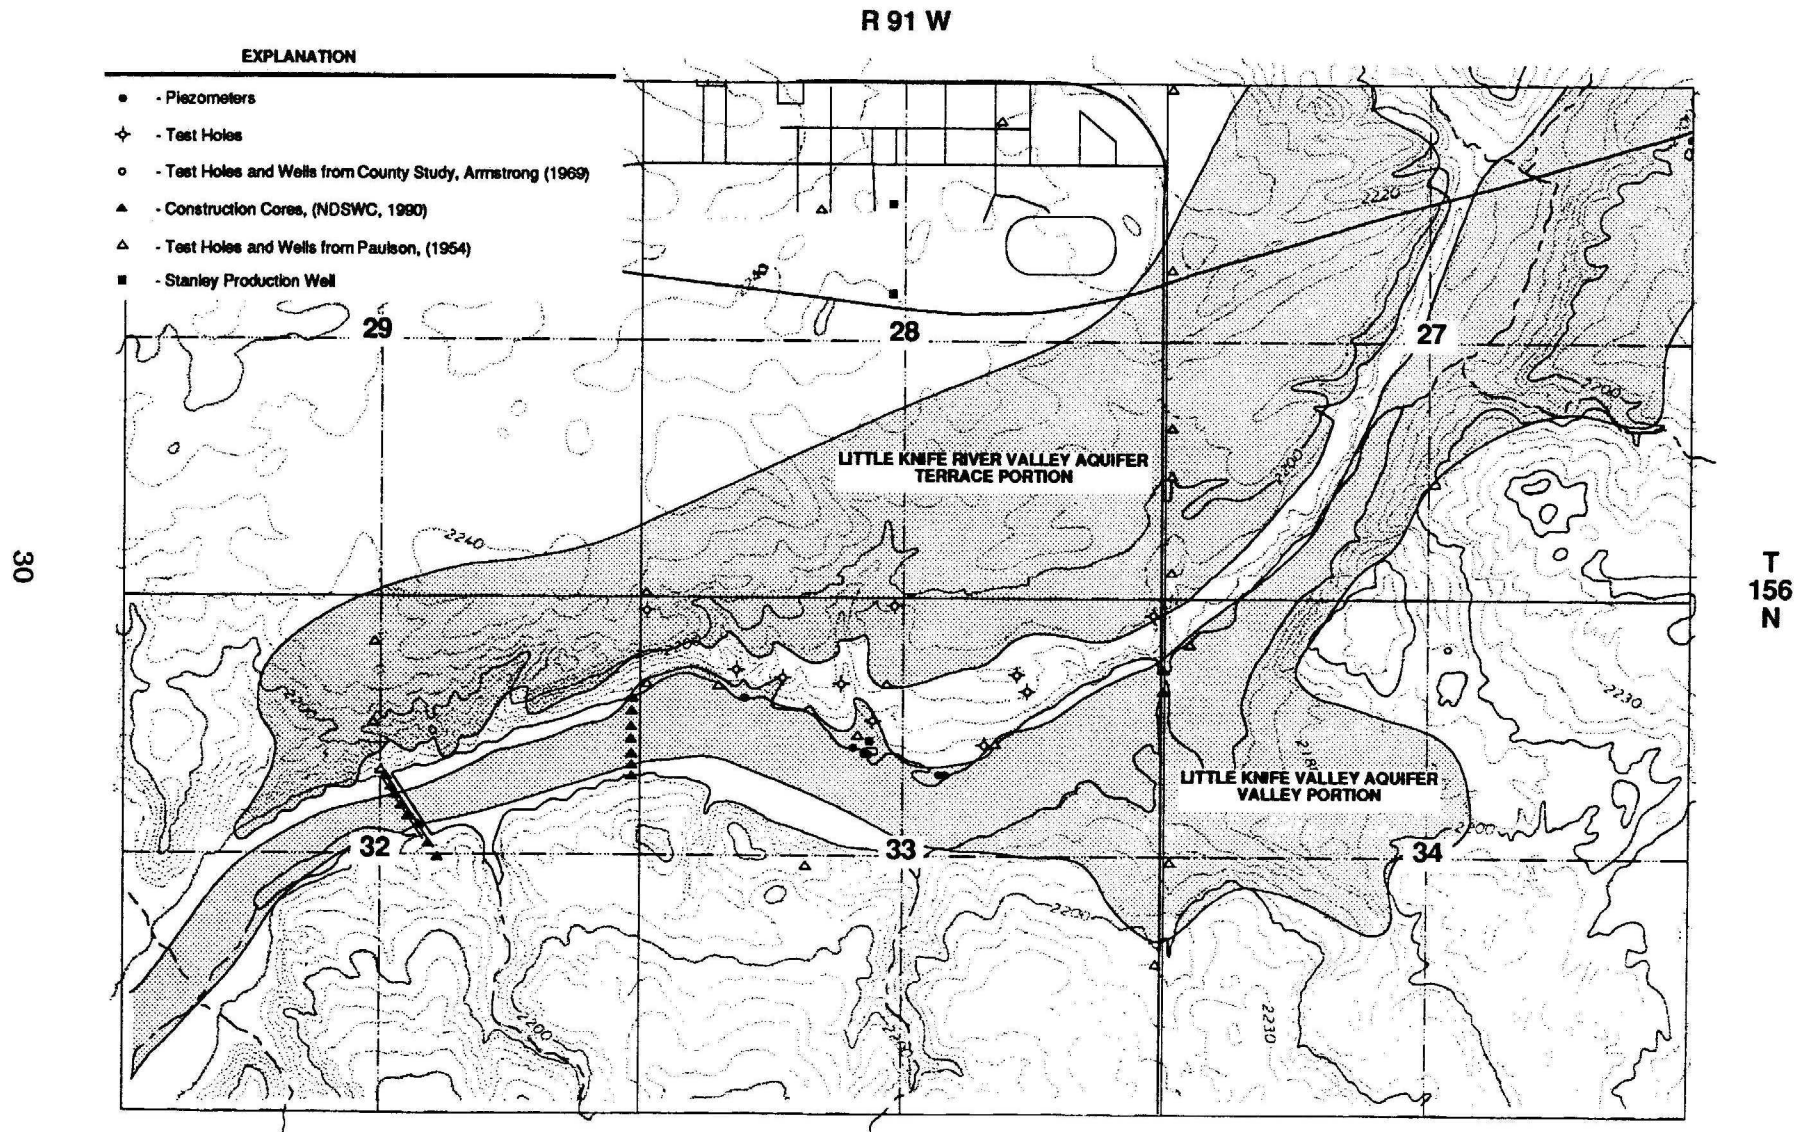 R 91 W
EXPLANATION
- Piezometers
- Test Holes
- Test Holes and Wells from County Study, Armstrong (1969)
- Construction Cores, (NDSWC, 1990)
- Test Holes and Wells from Paulson, (1954)
- Stanley Production Well
2220
2240
29
28
27
2200
LITTLE KNIFE RIVER VALLEY AQUIFER
TERRACE PORTION
2200
2240
30
T
156
N
2200
2200
2230
LITTLE KNIFE VALLEY AQUIFER
VALLEY PORTION
2200
32
33
34
2200
2200
2230